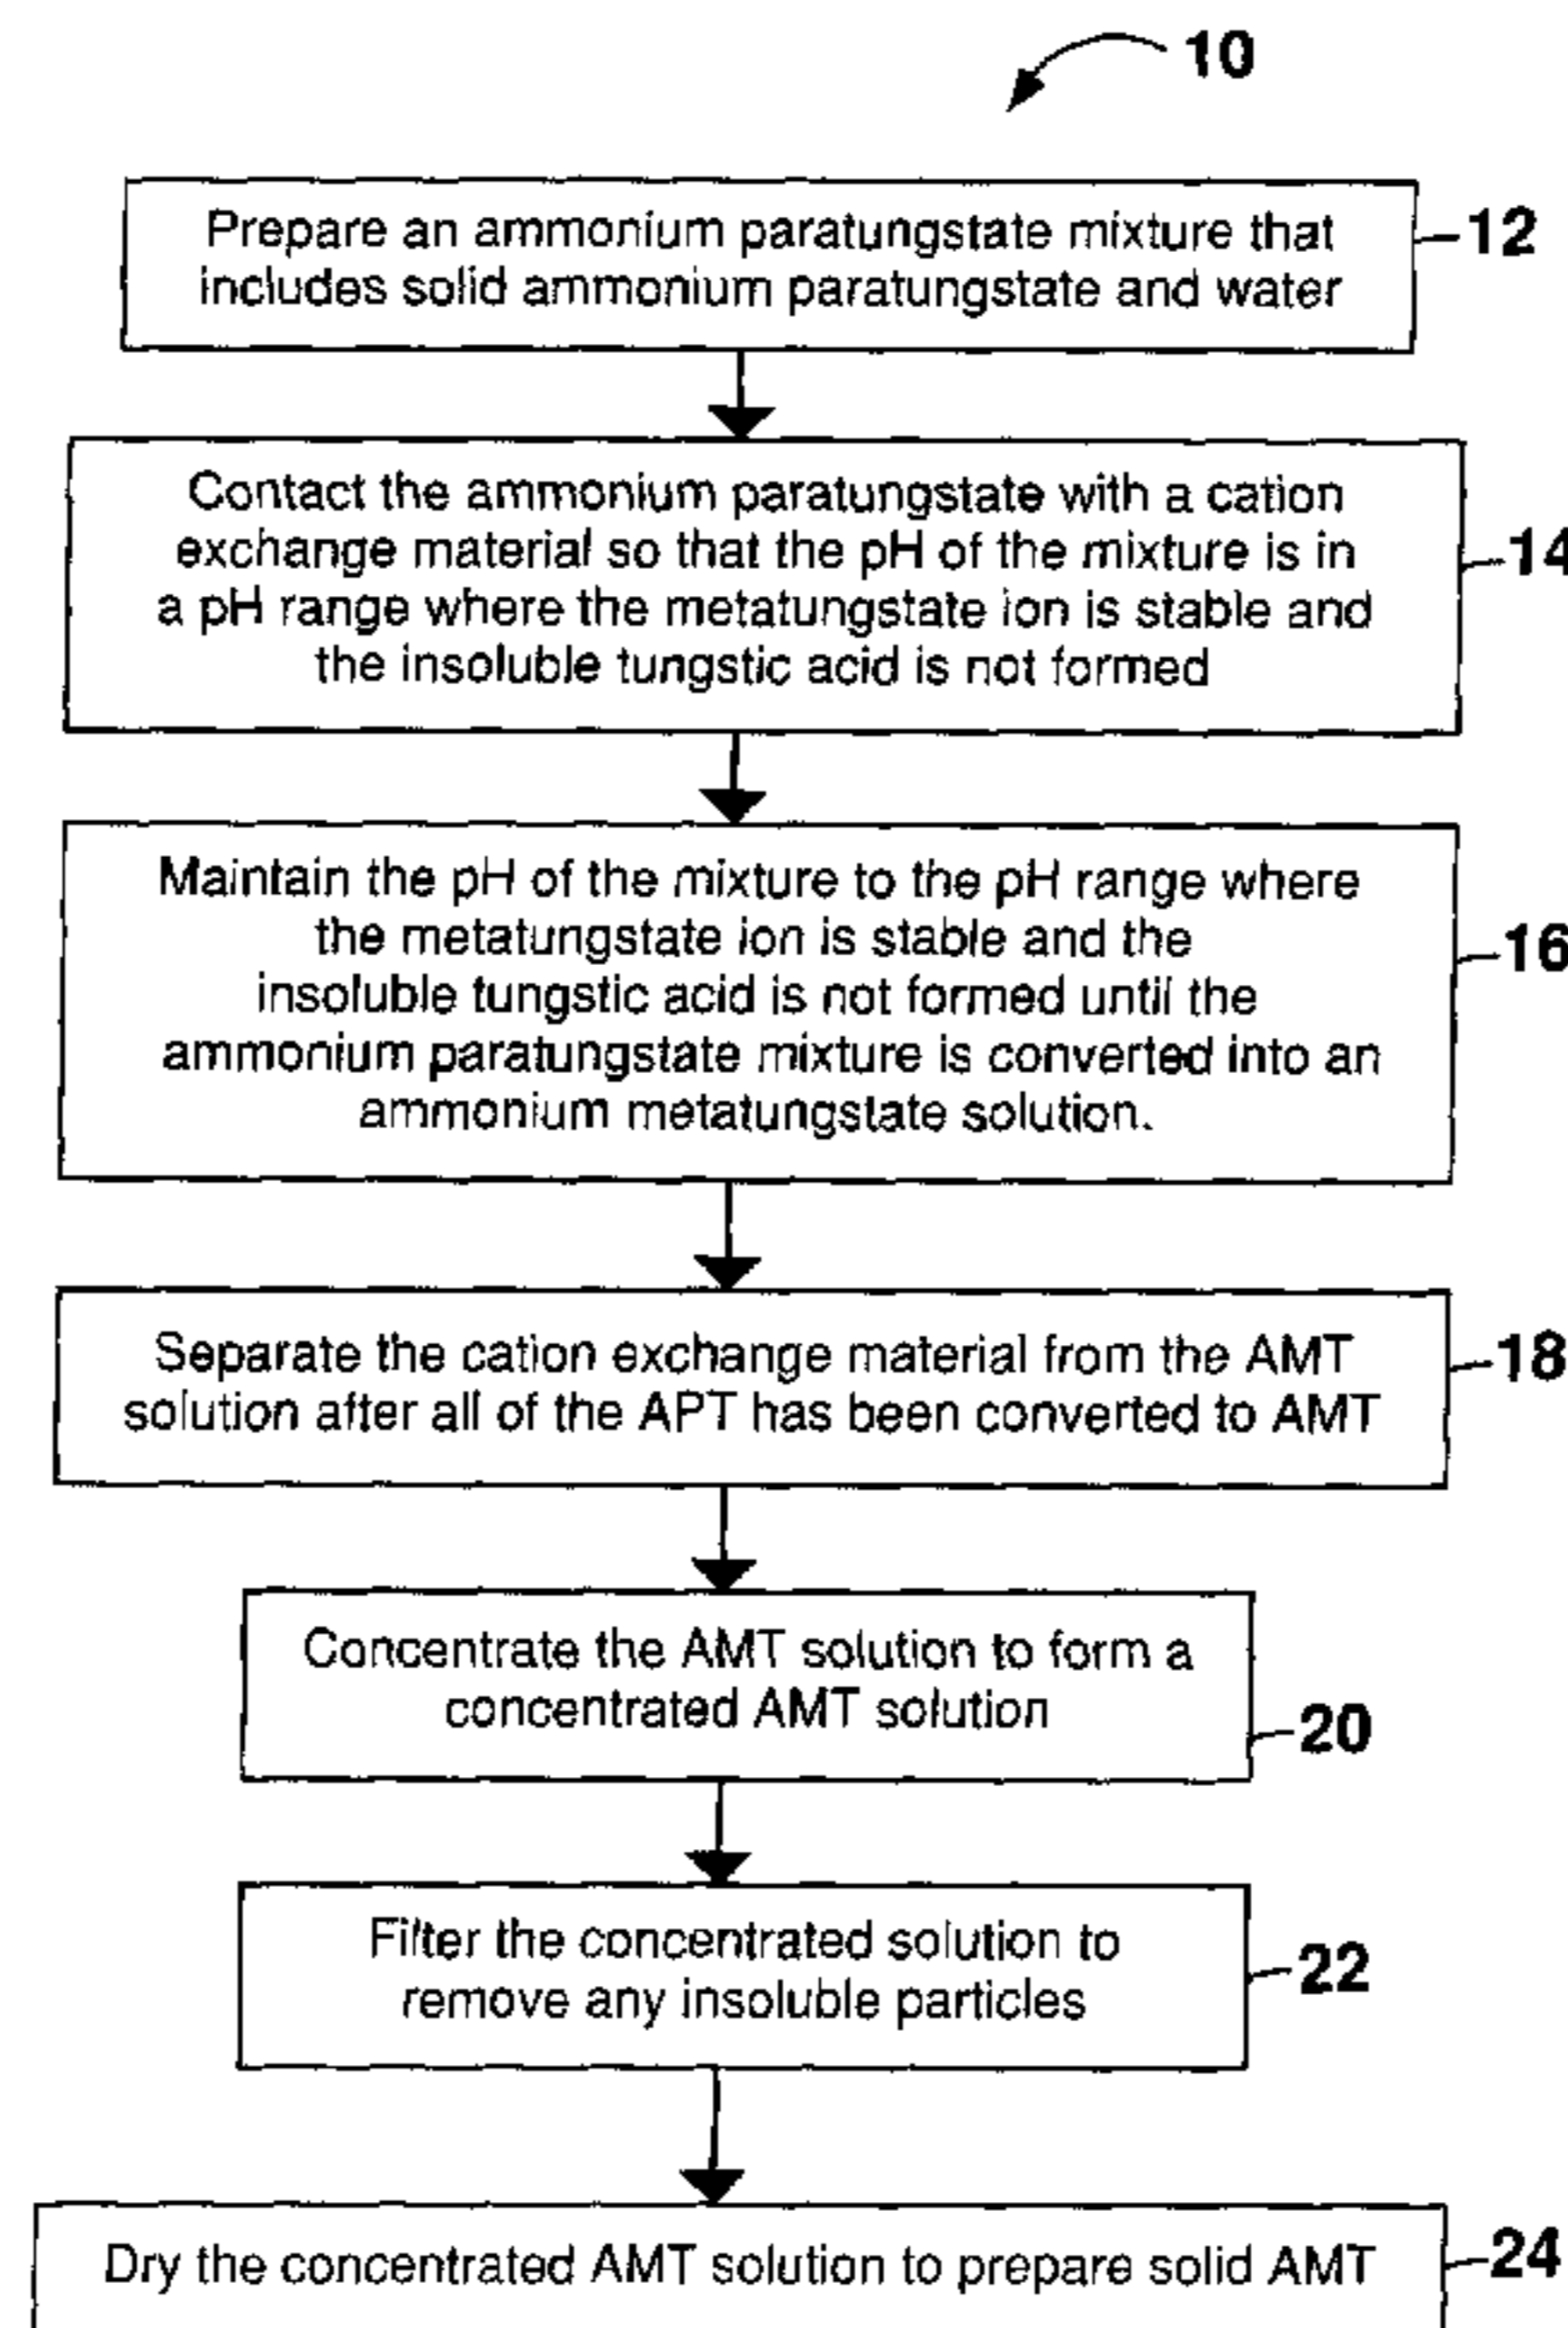 10
Prepare an ammonium paratungstate mixture that
includes solid ammonium paratungstate and water
12
Contact the ammonium paratungstate with a cation
exchange material so that the pH of the mixture is in
a pH range where the metatungstate ion is stable and
the insoluble tungstic acid is not formed
14
Maintain the pH of the mixture to the pH range where
the metatungstate ion is stable and the
insoluble tungstic acid is not formed until the
ammonium paratungstate mixture is converted into an
ammonium metatungstate solution.
16
Separate the cation exchange material from the AMT
solution after all of the APT has been converted to AMT
18
Concentrate the AMT solution to form a
concentrated AMT solution
20
Filter the concentrated solution to
remove any insoluble particles
22
Dry the concentrated AMT solution to prepare solid AMT
24